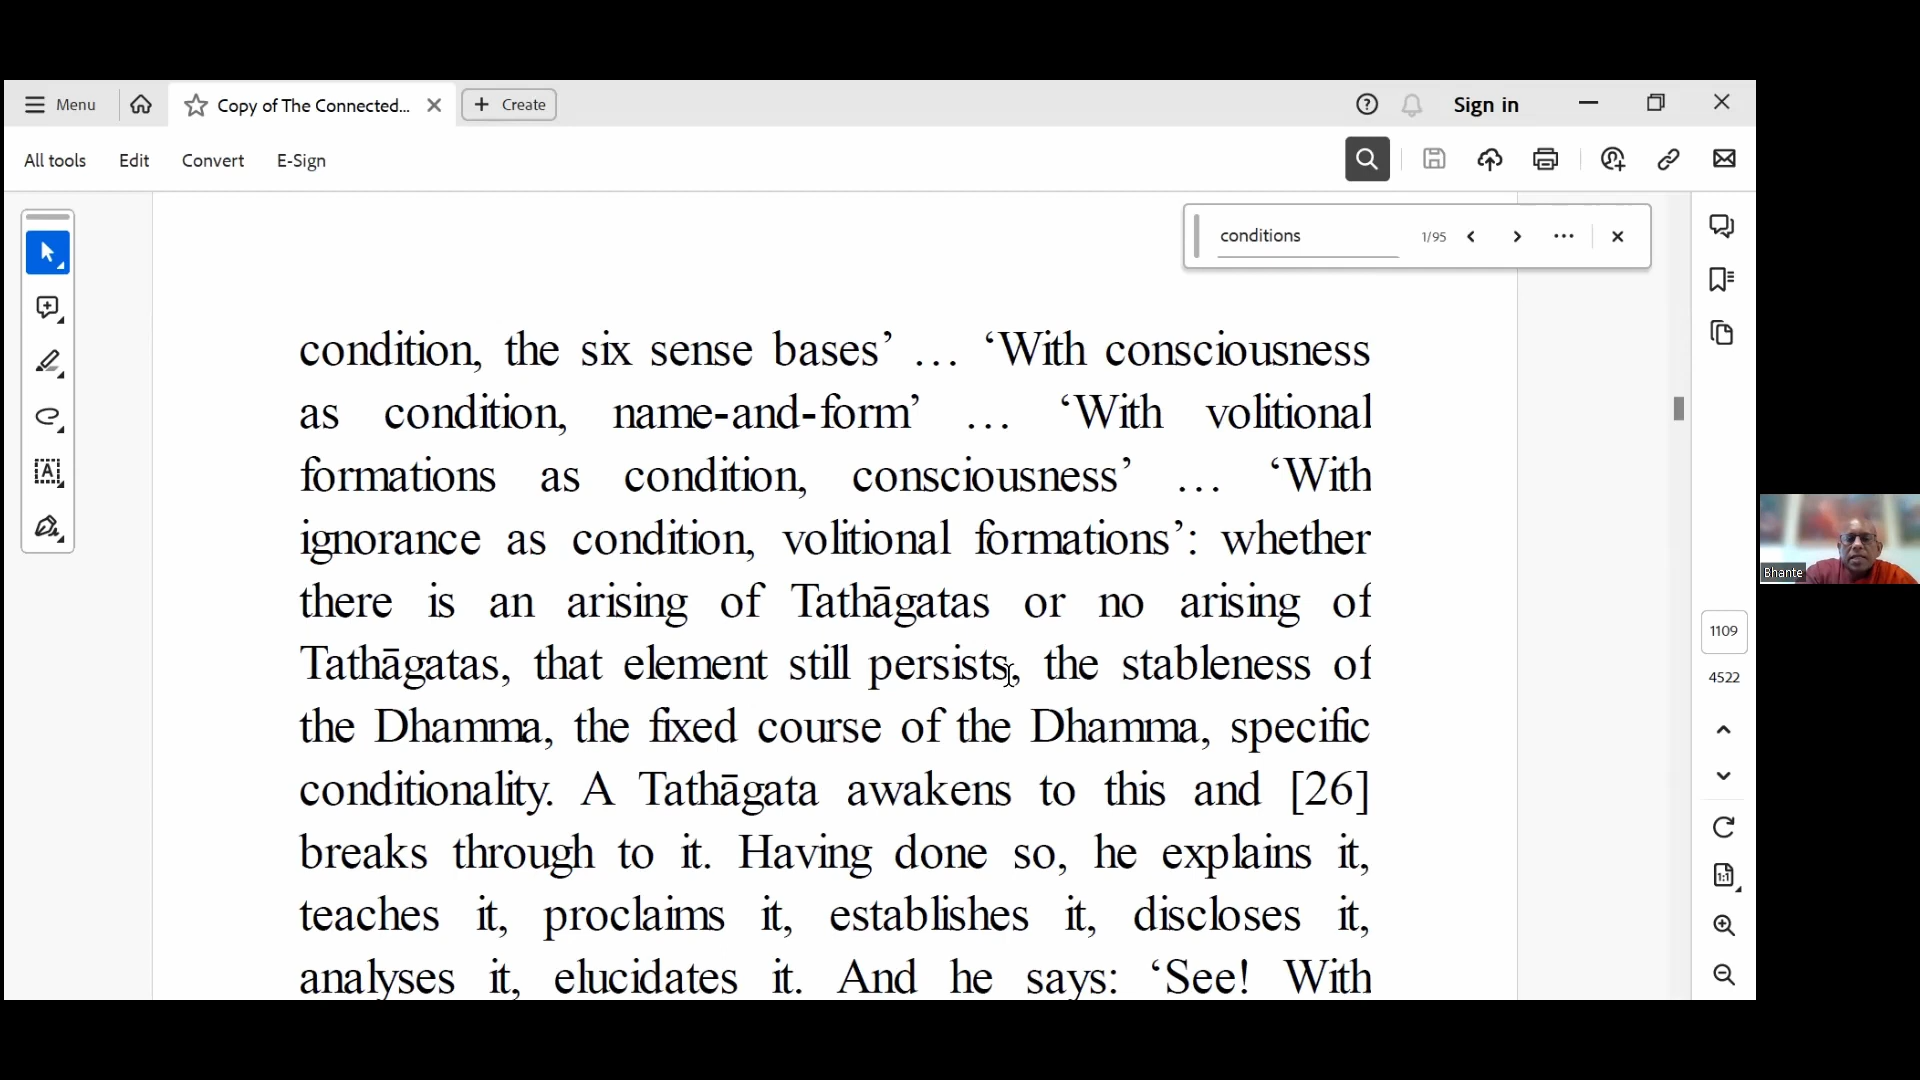 Menu
Copy of The Connected...
Create
Sign in
All tools
Edit
Convert
E-Sign
conditions
1/95
condition, the six sense bases’ … ‘With consciousness
as condition, name-and-form’ … ‘With volitional
formations as condition, consciousness’ … ‘With
ignorance as condition, volitional formations’: whether
there is an arising of Tathāgatas or no arising of
Tathāgatas, that element still persists, the stableness of
the Dhamma, the fixed course of the Dhamma, specific
conditionality. A Tathāgata awakens to this and [26]
breaks through to it. Having done so, he explains it,
teaches it, proclaims it, establishes it, discloses it,
analyses it, elucidates it. And he says: ‘See! With
1109
4522
1:1
Bhante